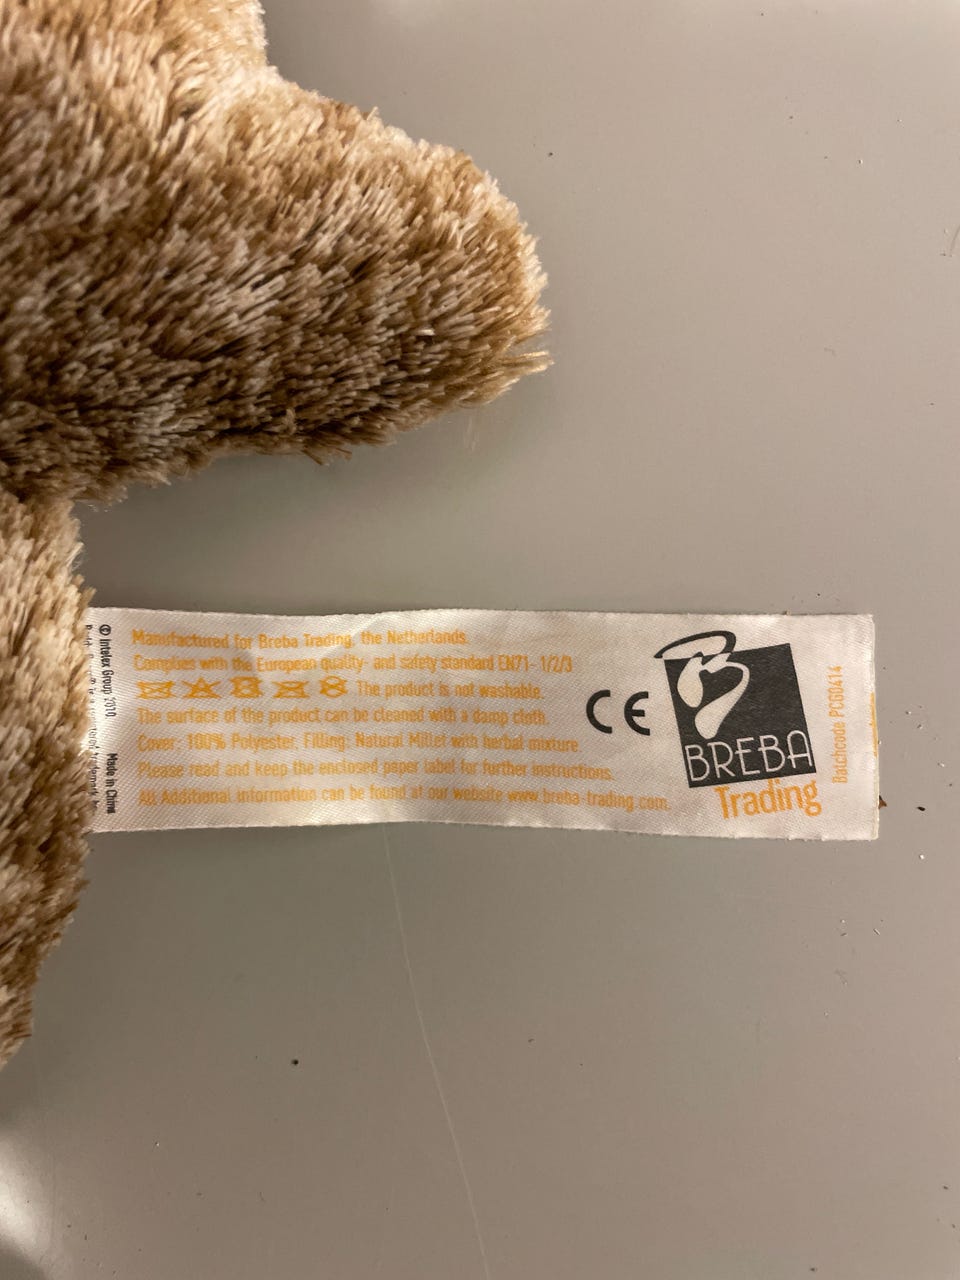 Manufactured for Breba Trading, the Netherlands.
Complies with the European quality- and safety standard EN71- 1/2/3
The product is not washable.
The surface of the product can be cleaned with a damp cloth.
Cover: 100% Polyester, Filling: Natural Millet with herbal mixture
Please read and keep the enclosed paper label for further instructions.
All Additional information can be found at our website www.breba-trading.com.
CE
BREBA
Trading
Batchcode PCG0414
© Intelex Group 2010
Made in China